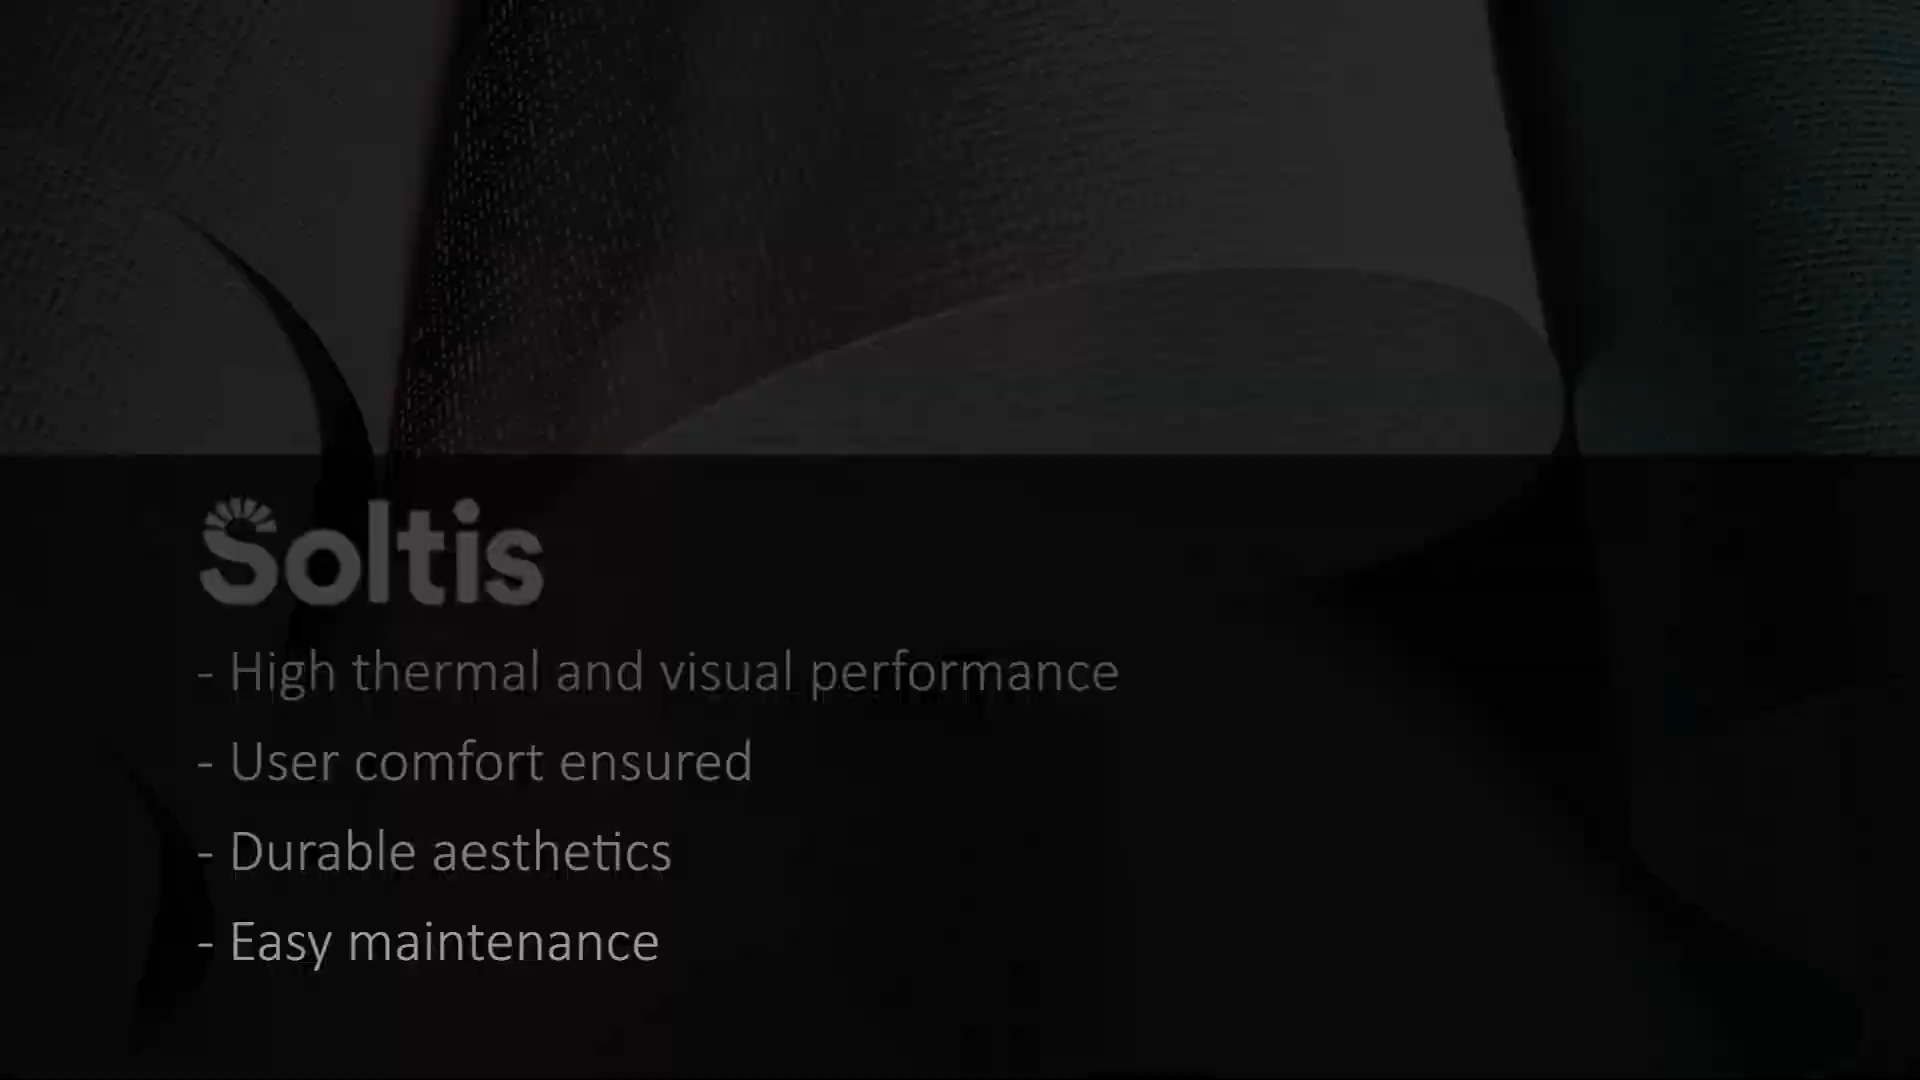 Soltis
- High thermal and visual performance
- User comfort ensured
- Durable aesthetics
- Easy maintenance